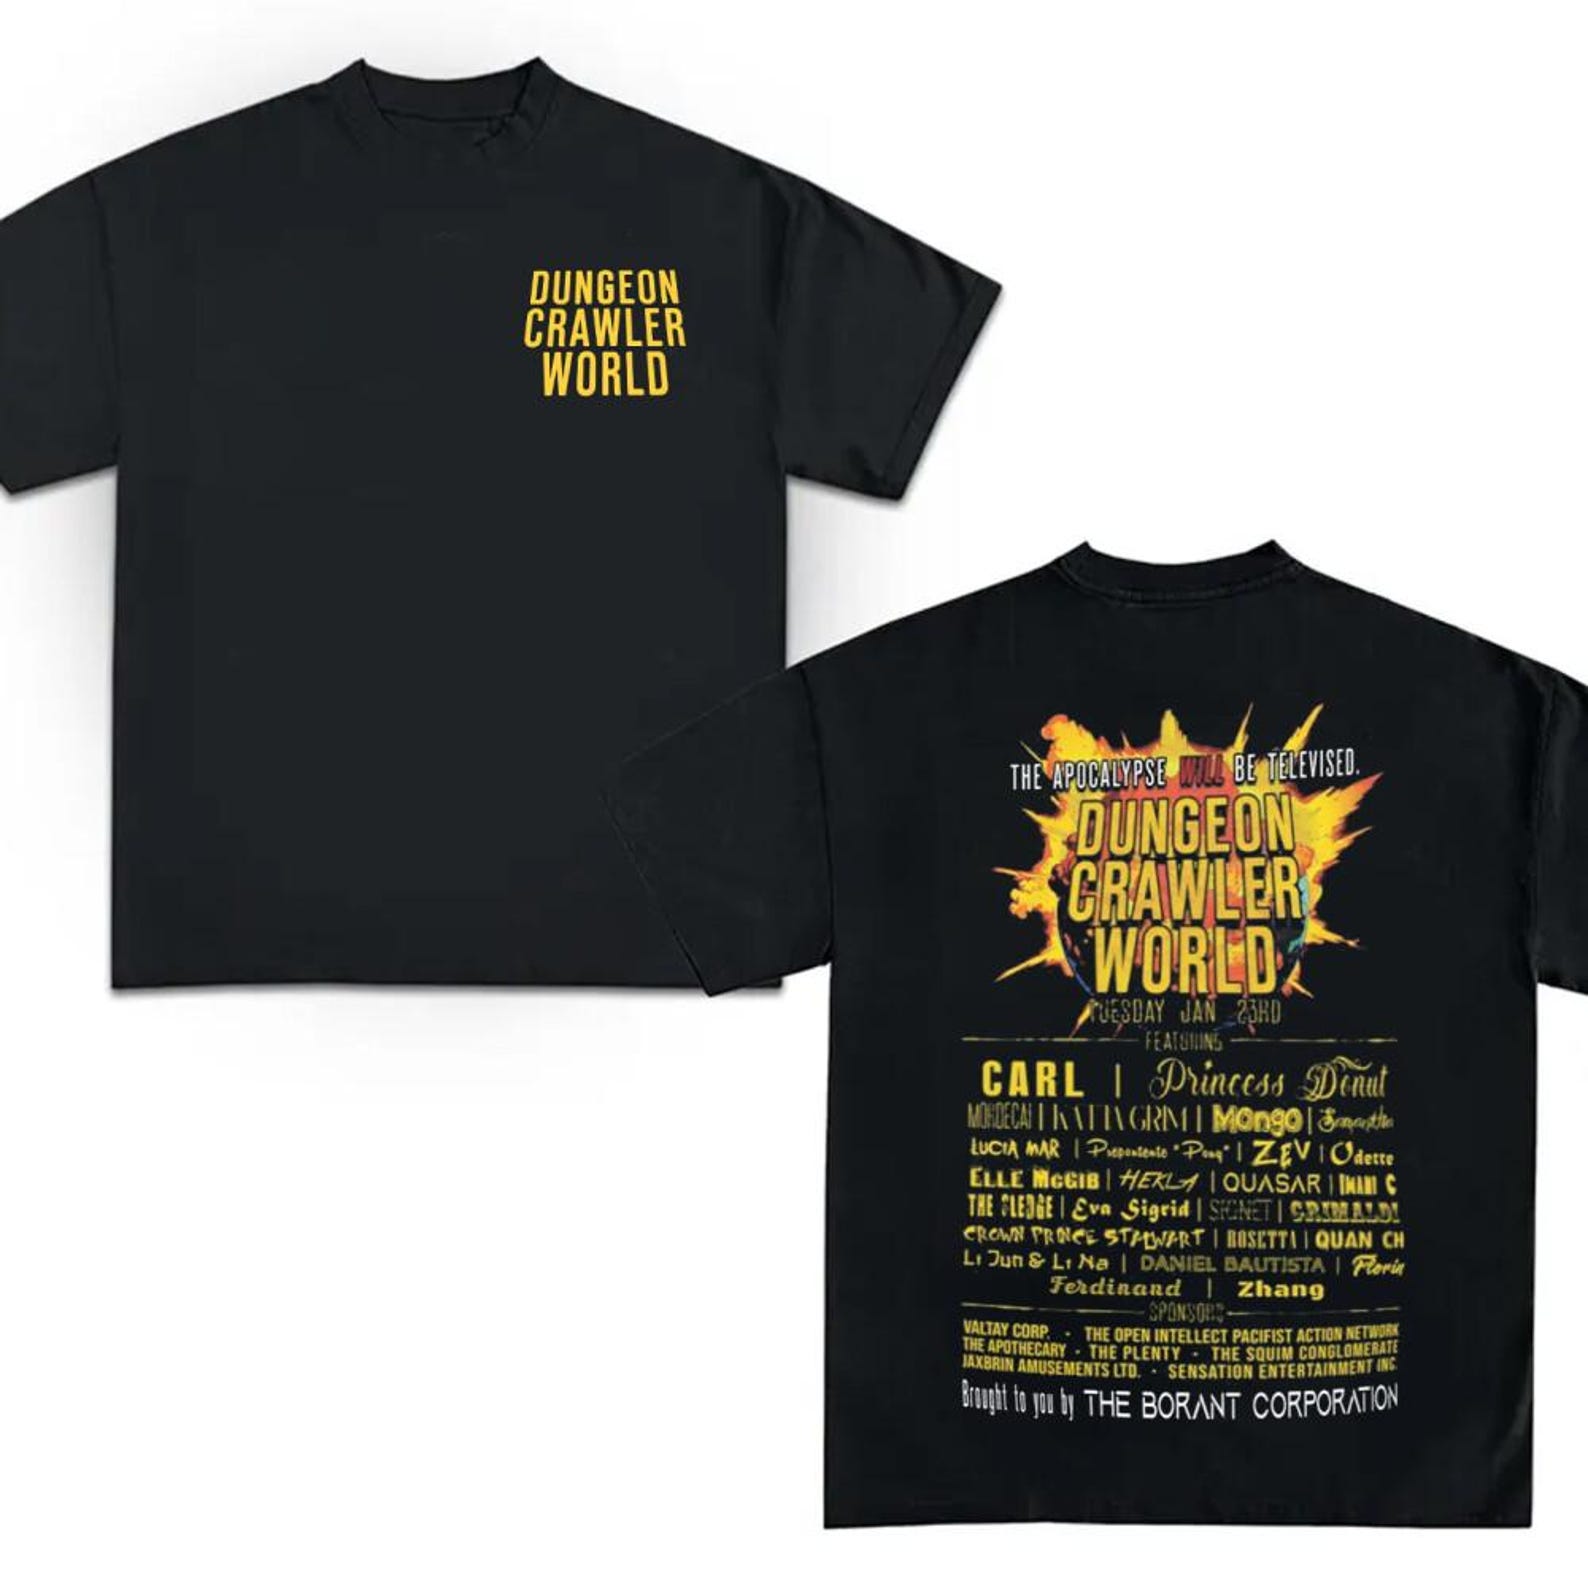 DUNGEON
CRAWLER
WORLD
THE APOCALYPSE WILL BE TELEVISED.
DUNGEON
CRAWLER
WORLD
TUESDAY JAN 23RD
FEATURING
CARL | Princess Donut
MORDECAI | KATIA GRIM | Mongo | Samantha
LUCIA MAR | Prepotente "Pony" | ZEV | Odette
ELLE McGIB | HEKLA | QUASAR | IMANI C
THE SLEDGE | Eva Sigrid | SIGNET | GRIMALDI
CROWN PRINCE STALWART | ROSETTA | QUAN CH
Li Jun & Li Na | DANIEL BAUTISTA | Florin
Ferdinand | Zhang
SPONSORS
VALTAY CORP. · THE OPEN INTELLECT PACIFIST ACTION NETWORK
THE APOTHECARY · THE PLENTY · THE SQUIM CONGLOMERATE
JAXBRIN AMUSEMENTS LTD. · SENSATION ENTERTAINMENT INC.
Brought to you by THE BORANT CORPORATION